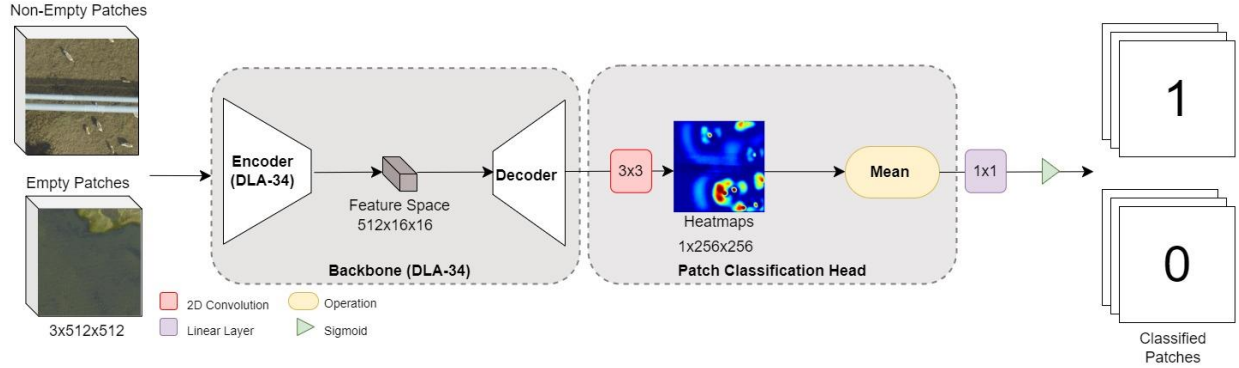 Non-Empty Patches
Empty Patches
3x512x512
Encoder
(DLA-34)
Feature Space
512x16x16
Decoder
Backbone (DLA-34)
3x3
Heatmaps
1x256x256
Mean
Patch Classification Head
1x1
1
0
Classified
Patches
2D Convolution
Operation
Linear Layer
Sigmoid